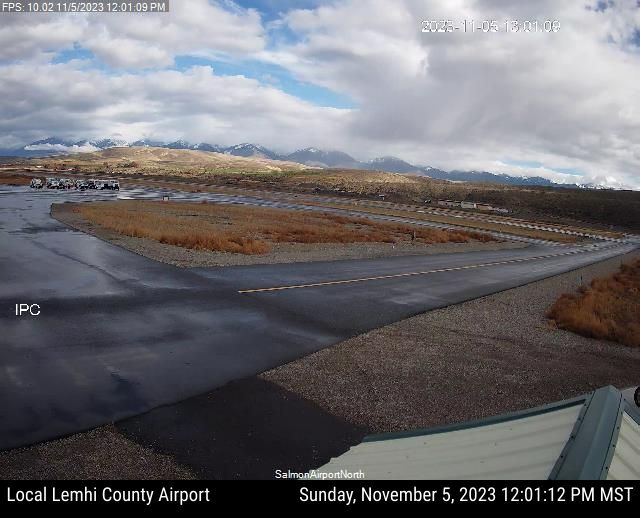 FPS: 10.02 11/5/2023 12:01:09 PM
2023-11-05 13:01:09
IPC
SalmonAirportNorth
Local Lemhi County Airport
Sunday, November 5, 2023 12:01:12 PM MST